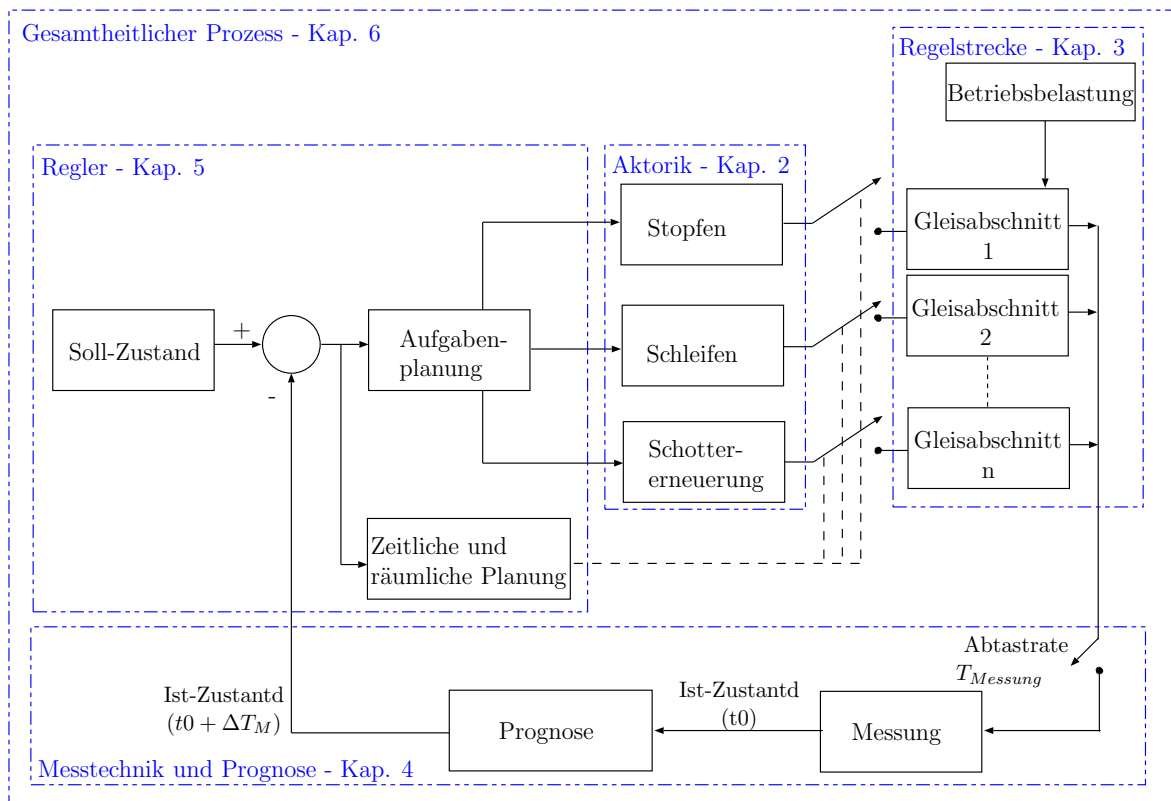 Gesamtheitlicher Prozess - Kap. 6
Regelstrecke - Kap. 3
Betriebsbelastung
Regler - Kap. 5
Aktorik - Kap. 2
Stopfen
Gleisabschnitt
1
Soll-Zustand
+
-
Aufgaben-
planung
Schleifen
Gleisabschnitt
2
Schotter-
erneuerung
Gleisabschnitt
n
Zeitliche und
räumliche Planung
Abtastrate
T_{Messung}
Ist-Zustantd
(t0 + ΔT_M)
Prognose
Ist-Zustantd
(t0)
Messung
Messtechnik und Prognose - Kap. 4